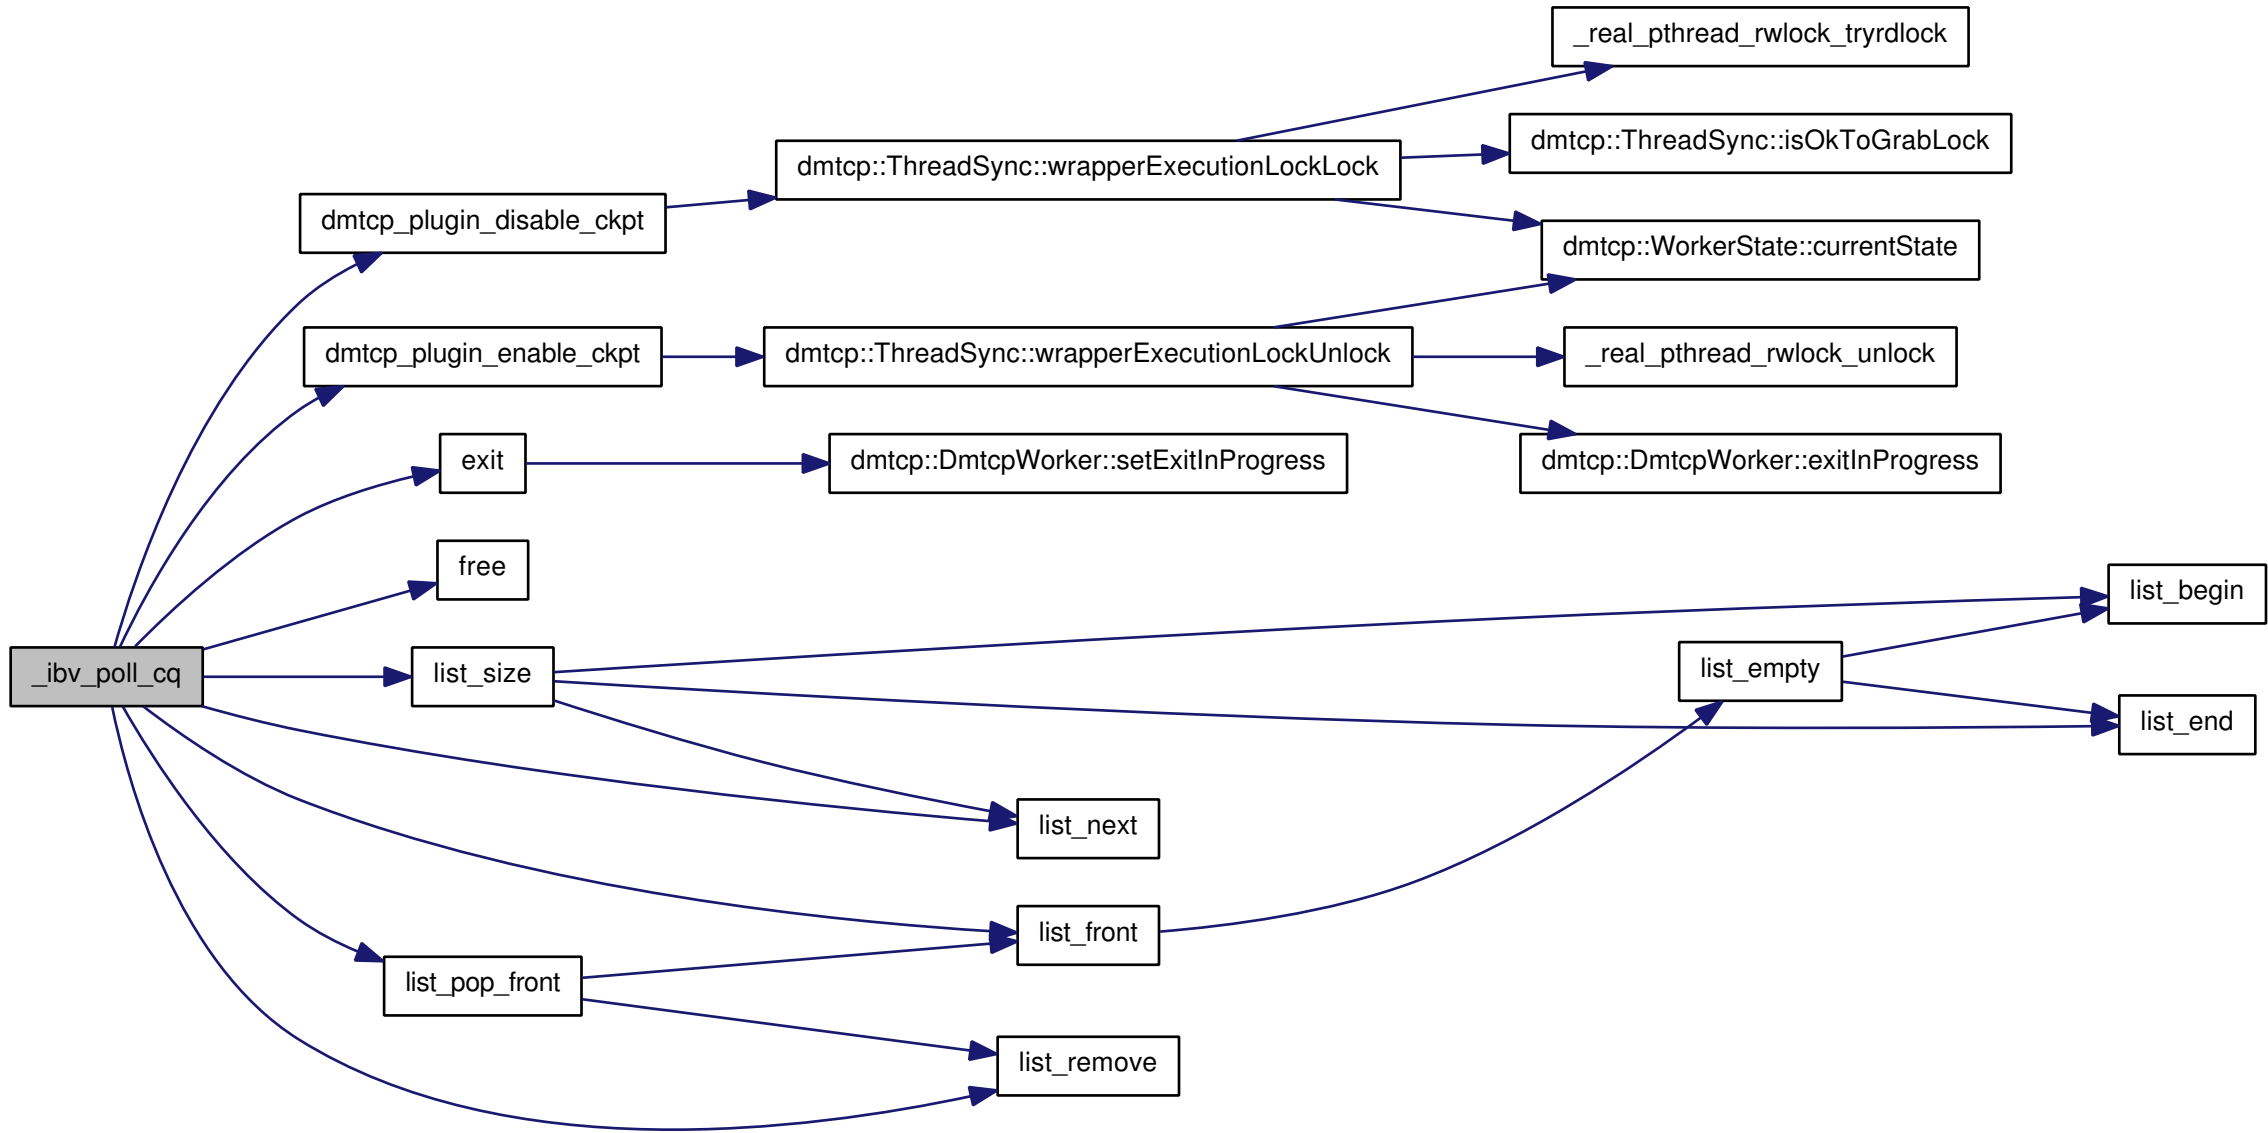 _real_pthread_rwlock_tryrdlock
dmtcp::ThreadSync::isOkToGrabLock
dmtcp::ThreadSync::wrapperExecutionLockLock
dmtcp_plugin_disable_ckpt
dmtcp::WorkerState::currentState
dmtcp_plugin_enable_ckpt
dmtcp::ThreadSync::wrapperExecutionLockUnlock
_real_pthread_rwlock_unlock
exit
dmtcp::DmtcpWorker::setExitInProgress
dmtcp::DmtcpWorker::exitInProgress
free
list_begin
_ibv_poll_cq
list_size
list_empty
list_end
list_next
list_front
list_pop_front
list_remove